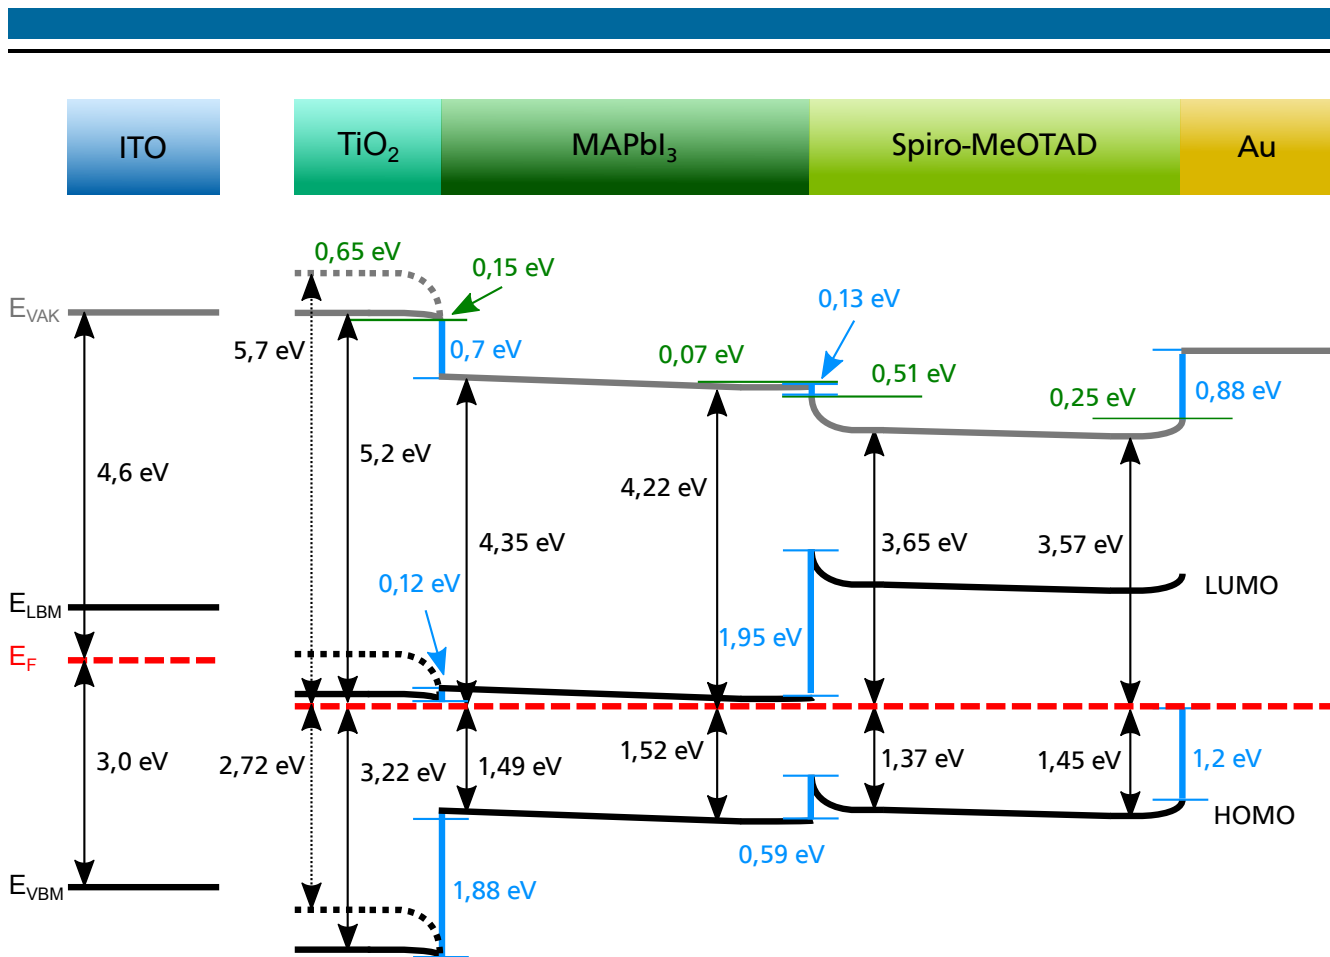 ITO
TiO₂
MAPbI₃
Spiro-MeOTAD
Au
0,65 eV
0,15 eV
E_VAK
0,13 eV
5,7 eV
0,7 eV
0,07 eV
0,51 eV
0,25 eV
0,88 eV
4,6 eV
5,2 eV
4,22 eV
4,35 eV
3,65 eV
3,57 eV
0,12 eV
LUMO
E_LBM
1,95 eV
E_F
3,0 eV
2,72 eV
3,22 eV
1,49 eV
1,52 eV
1,37 eV
1,45 eV
1,2 eV
HOMO
0,59 eV
E_VBM
1,88 eV